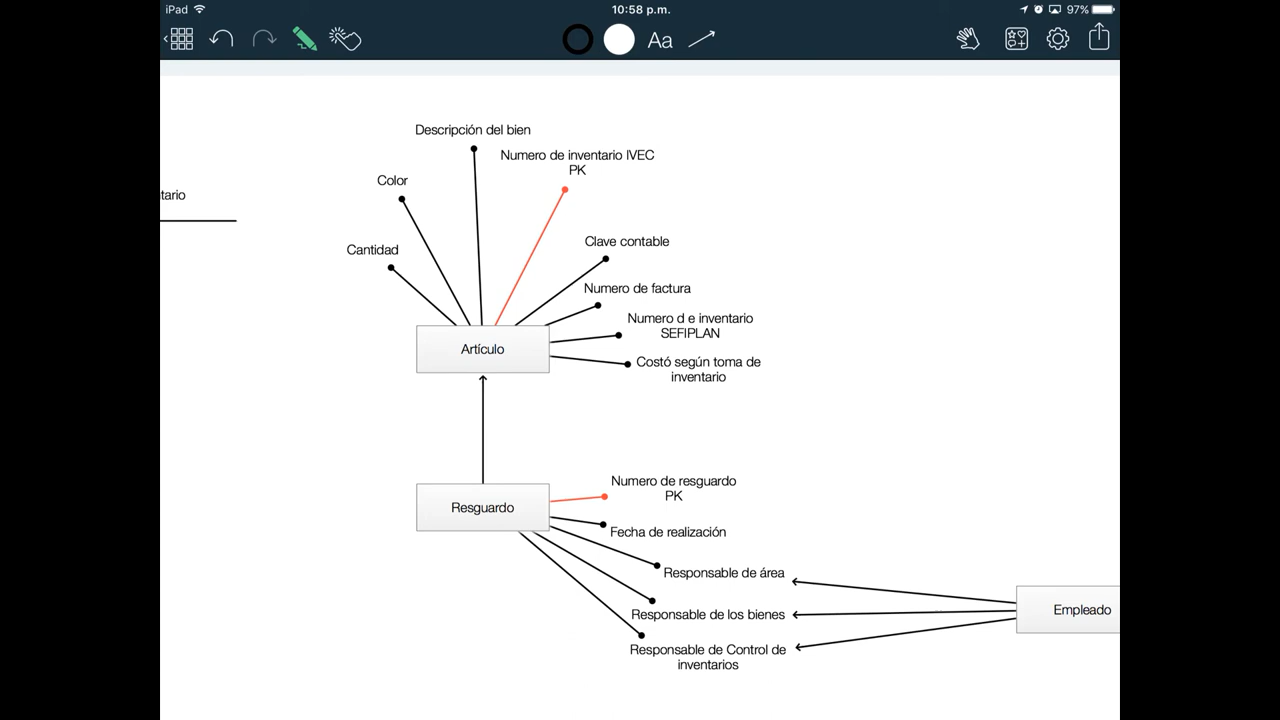 iPad
10:58 p.m.
97%
Aa
Descripción del bien
Numero de inventario IVEC
PK
Color
tario
Clave contable
Cantidad
Numero de factura
Numero d e inventario
SEFIPLAN
Artículo
Costó según toma de
inventario
Numero de resguardo
PK
Resguardo
Fecha de realización
Responsable de área
Empleado
Responsable de los bienes
Responsable de Control de
inventarios